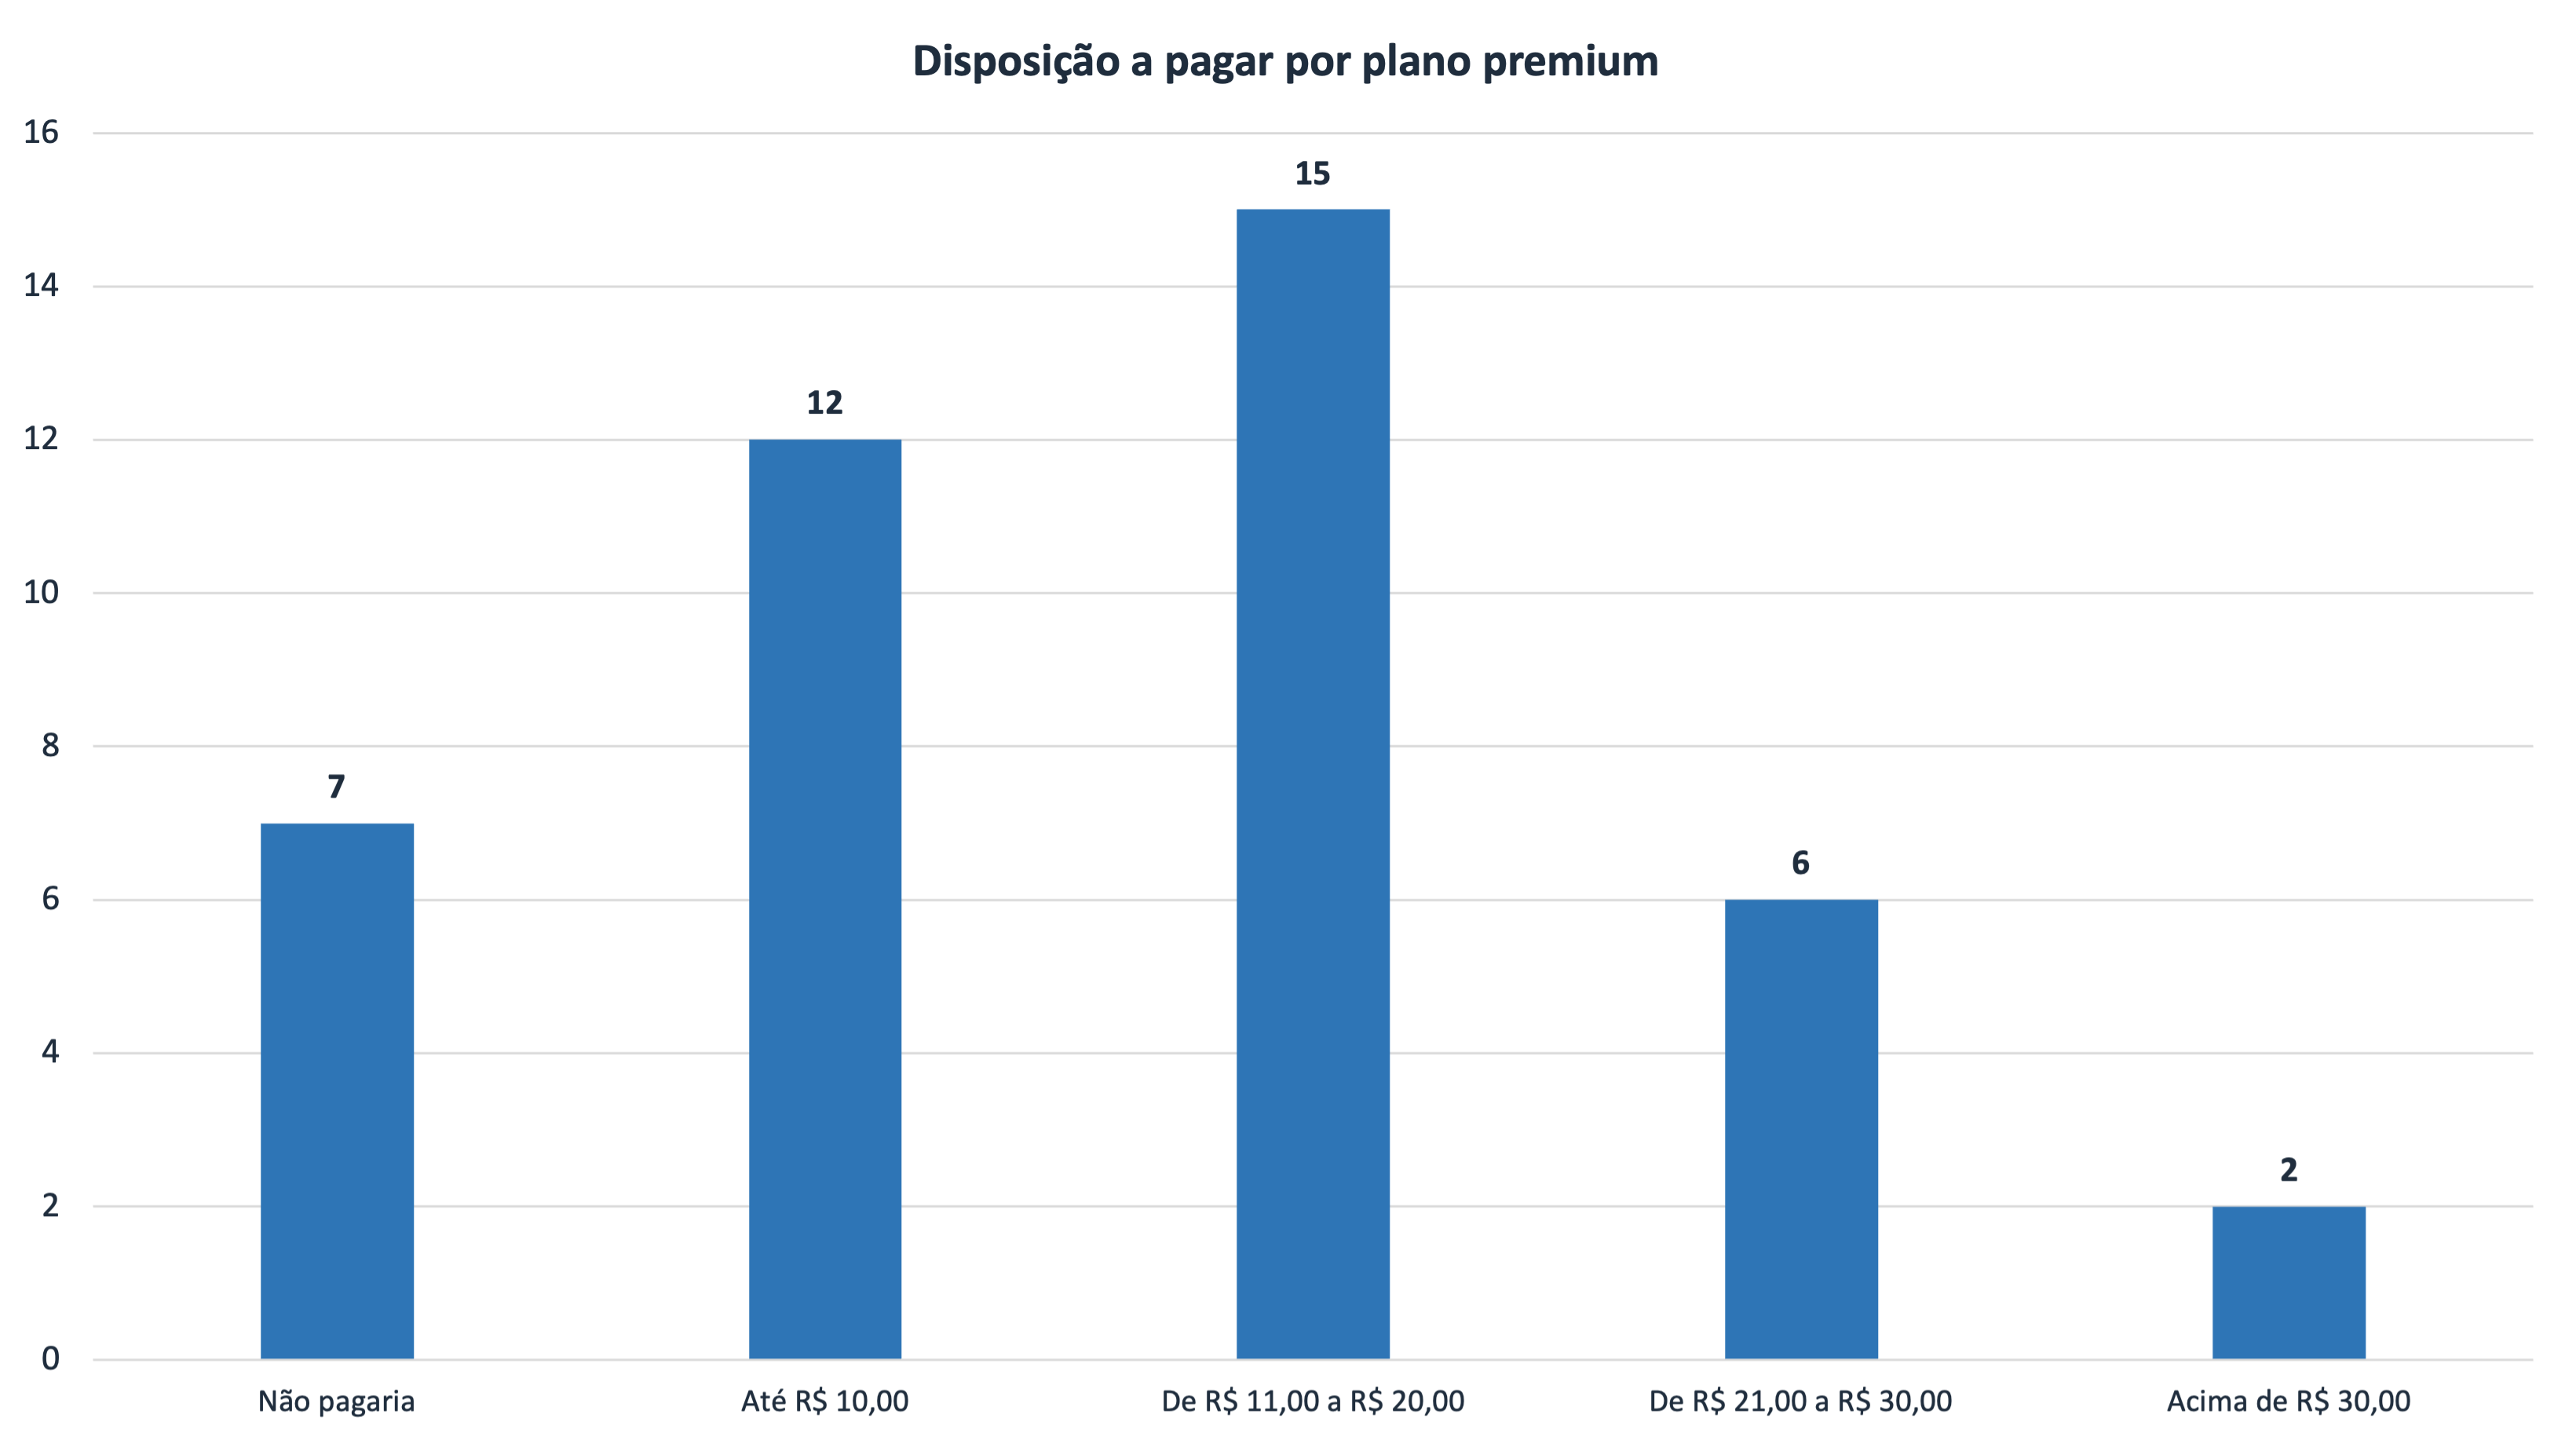 Disposição a pagar por plano premium
16
14
12
10
8
6
4
2
0
7
12
15
6
2
Não pagaria
Até R$ 10,00
De R$ 11,00 a R$ 20,00
De R$ 21,00 a R$ 30,00
Acima de R$ 30,00